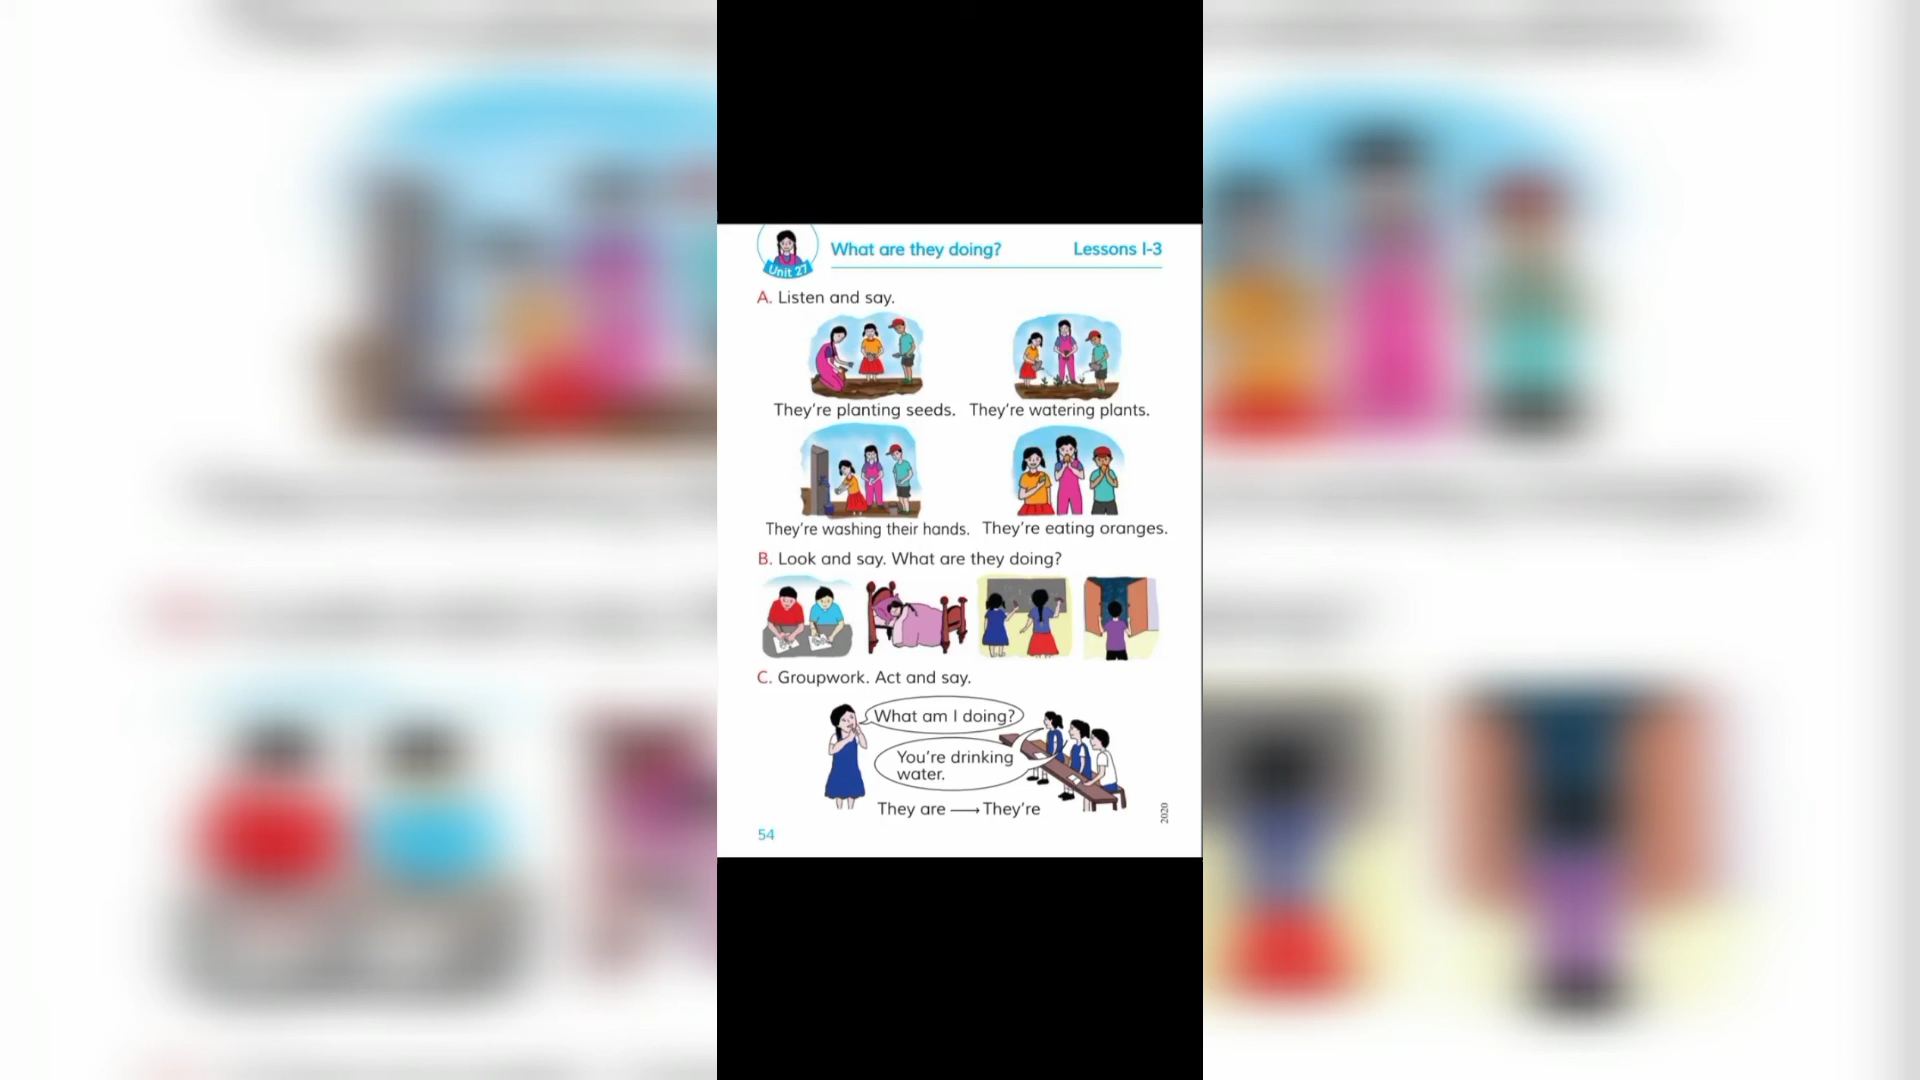 Unit 27
What are they doing? Lessons 1-3
A. Listen and say.
They're planting seeds. They're watering plants.
They're washing their hands. They're eating oranges.
B. Look and say. What are they doing?
C. Groupwork. Act and say.
What am I doing?
You're drinking
water.
They are → They're
2020
54